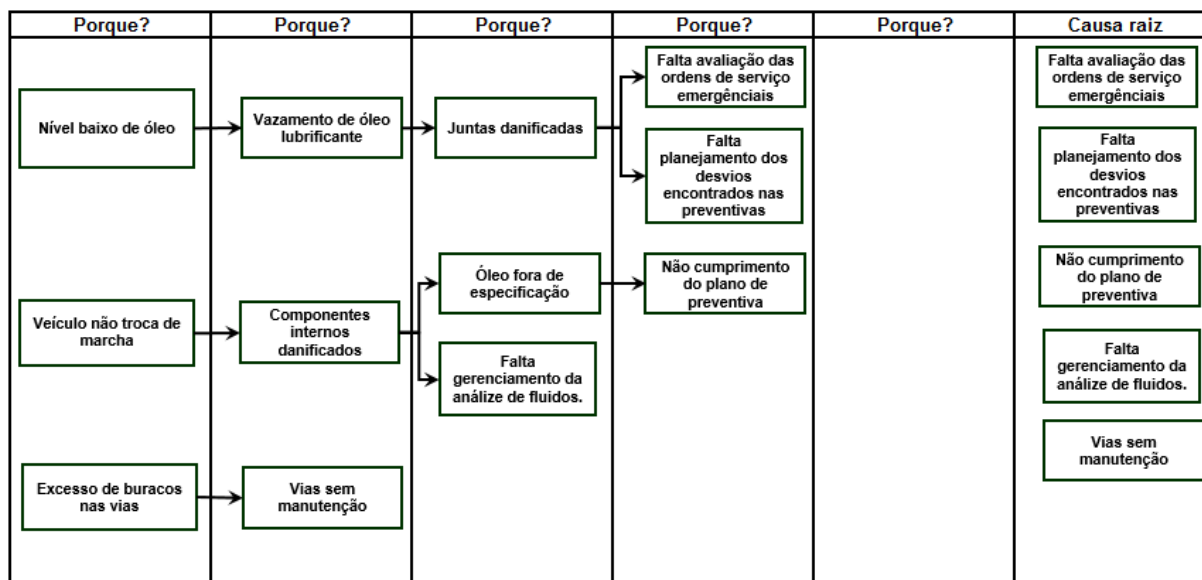 Porque?
Porque?
Porque?
Porque?
Porque?
Causa raiz
Nível baixo de óleo
Vazamento de óleo
lubrificante
Juntas danificadas
Falta avaliação das
ordens de serviço
emergênciais
Falta
planejamento dos
desvios
encontrados nas
preventivas
Veículo não troca de
marcha
Componentes
internos
danificados
Óleo fora de
especificação
Não cumprimento
do plano de
preventiva
Falta
gerenciamento da
análize de fluidos.
Excesso de buracos
nas vias
Vias sem
manutenção
Falta avaliação das
ordens de serviço
emergênciais
Falta
planejamento dos
desvios
encontrados nas
preventivas
Não cumprimento
do plano de
preventiva
Falta
gerenciamento da
análize de fluidos.
Vias sem
manutenção